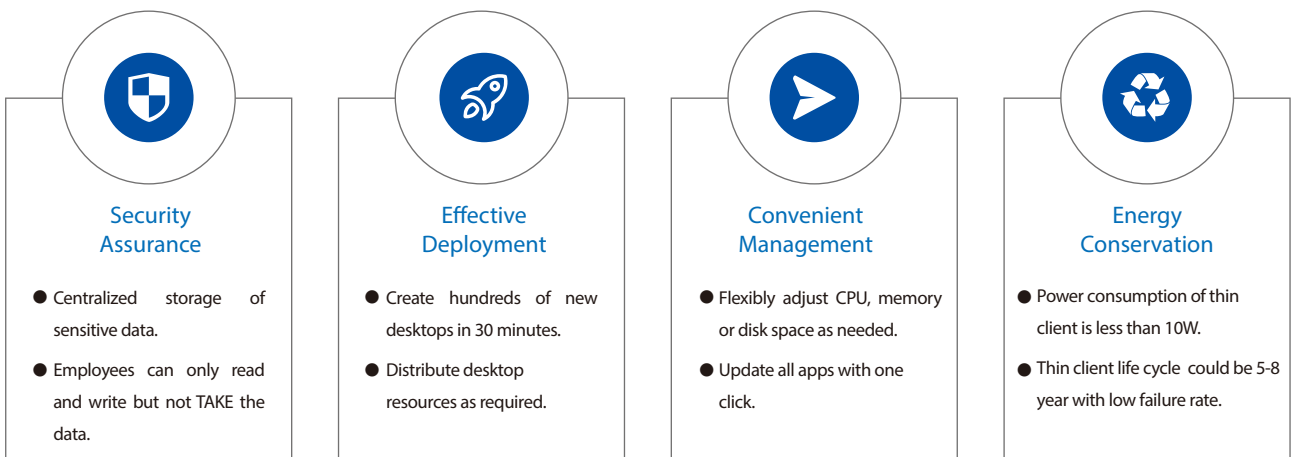 Security
Assurance
● Centralized storage of
sensitive data.
● Employees can only read
and write but not TAKE the
data.
Effective
Deployment
● Create hundreds of new
desktops in 30 minutes.
● Distribute desktop
resources as required.
Convenient
Management
● Flexibly adjust CPU, memory
or disk space as needed.
● Update all apps with one
click.
Energy
Conservation
● Power consumption of thin
client is less than 10W.
● Thin client life cycle could be 5-8
year with low failure rate.